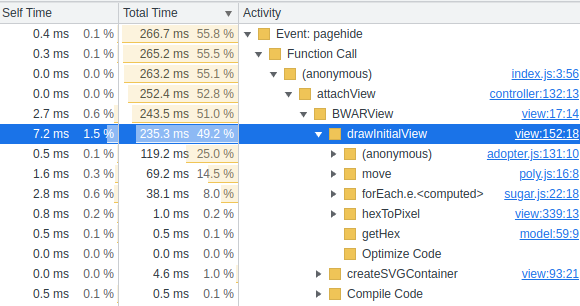 Self Time Total Time ▼ Activity
0.4 ms 0.1 % 266.7 ms 55.8 % ▼ Event: pagehide
0.3 ms 0.1 % 265.2 ms 55.5 % ▼ Function Call
0.0 ms 0.0 % 263.2 ms 55.1 % ▼ (anonymous) index.js:3:56
0.0 ms 0.0 % 252.4 ms 52.8 % ▼ attachView controller:132:13
2.7 ms 0.6 % 243.5 ms 51.0 % ▼ BWARView view:17:14
7.2 ms 1.5 % 235.3 ms 49.2 % ▼ drawInitialView view:152:18
0.5 ms 0.1 % 119.2 ms 25.0 % ▶ (anonymous) adopter.js:131:10
1.6 ms 0.3 % 69.2 ms 14.5 % ▶ move poly.js:16:8
2.8 ms 0.6 % 38.1 ms 8.0 % ▶ forEach.e.<computed> sugar.js:22:18
0.8 ms 0.2 % 1.0 ms 0.2 % ▶ hexToPixel view:339:13
0.5 ms 0.1 % 0.5 ms 0.1 % getHex model:59:9
0.0 ms 0.0 % 0.0 ms 0.0 % Optimize Code
0.0 ms 0.0 % 4.6 ms 1.0 % ▶ createSVGContainer view:93:21
0.5 ms 0.1 % 0.5 ms 0.1 % ▶ Compile Code